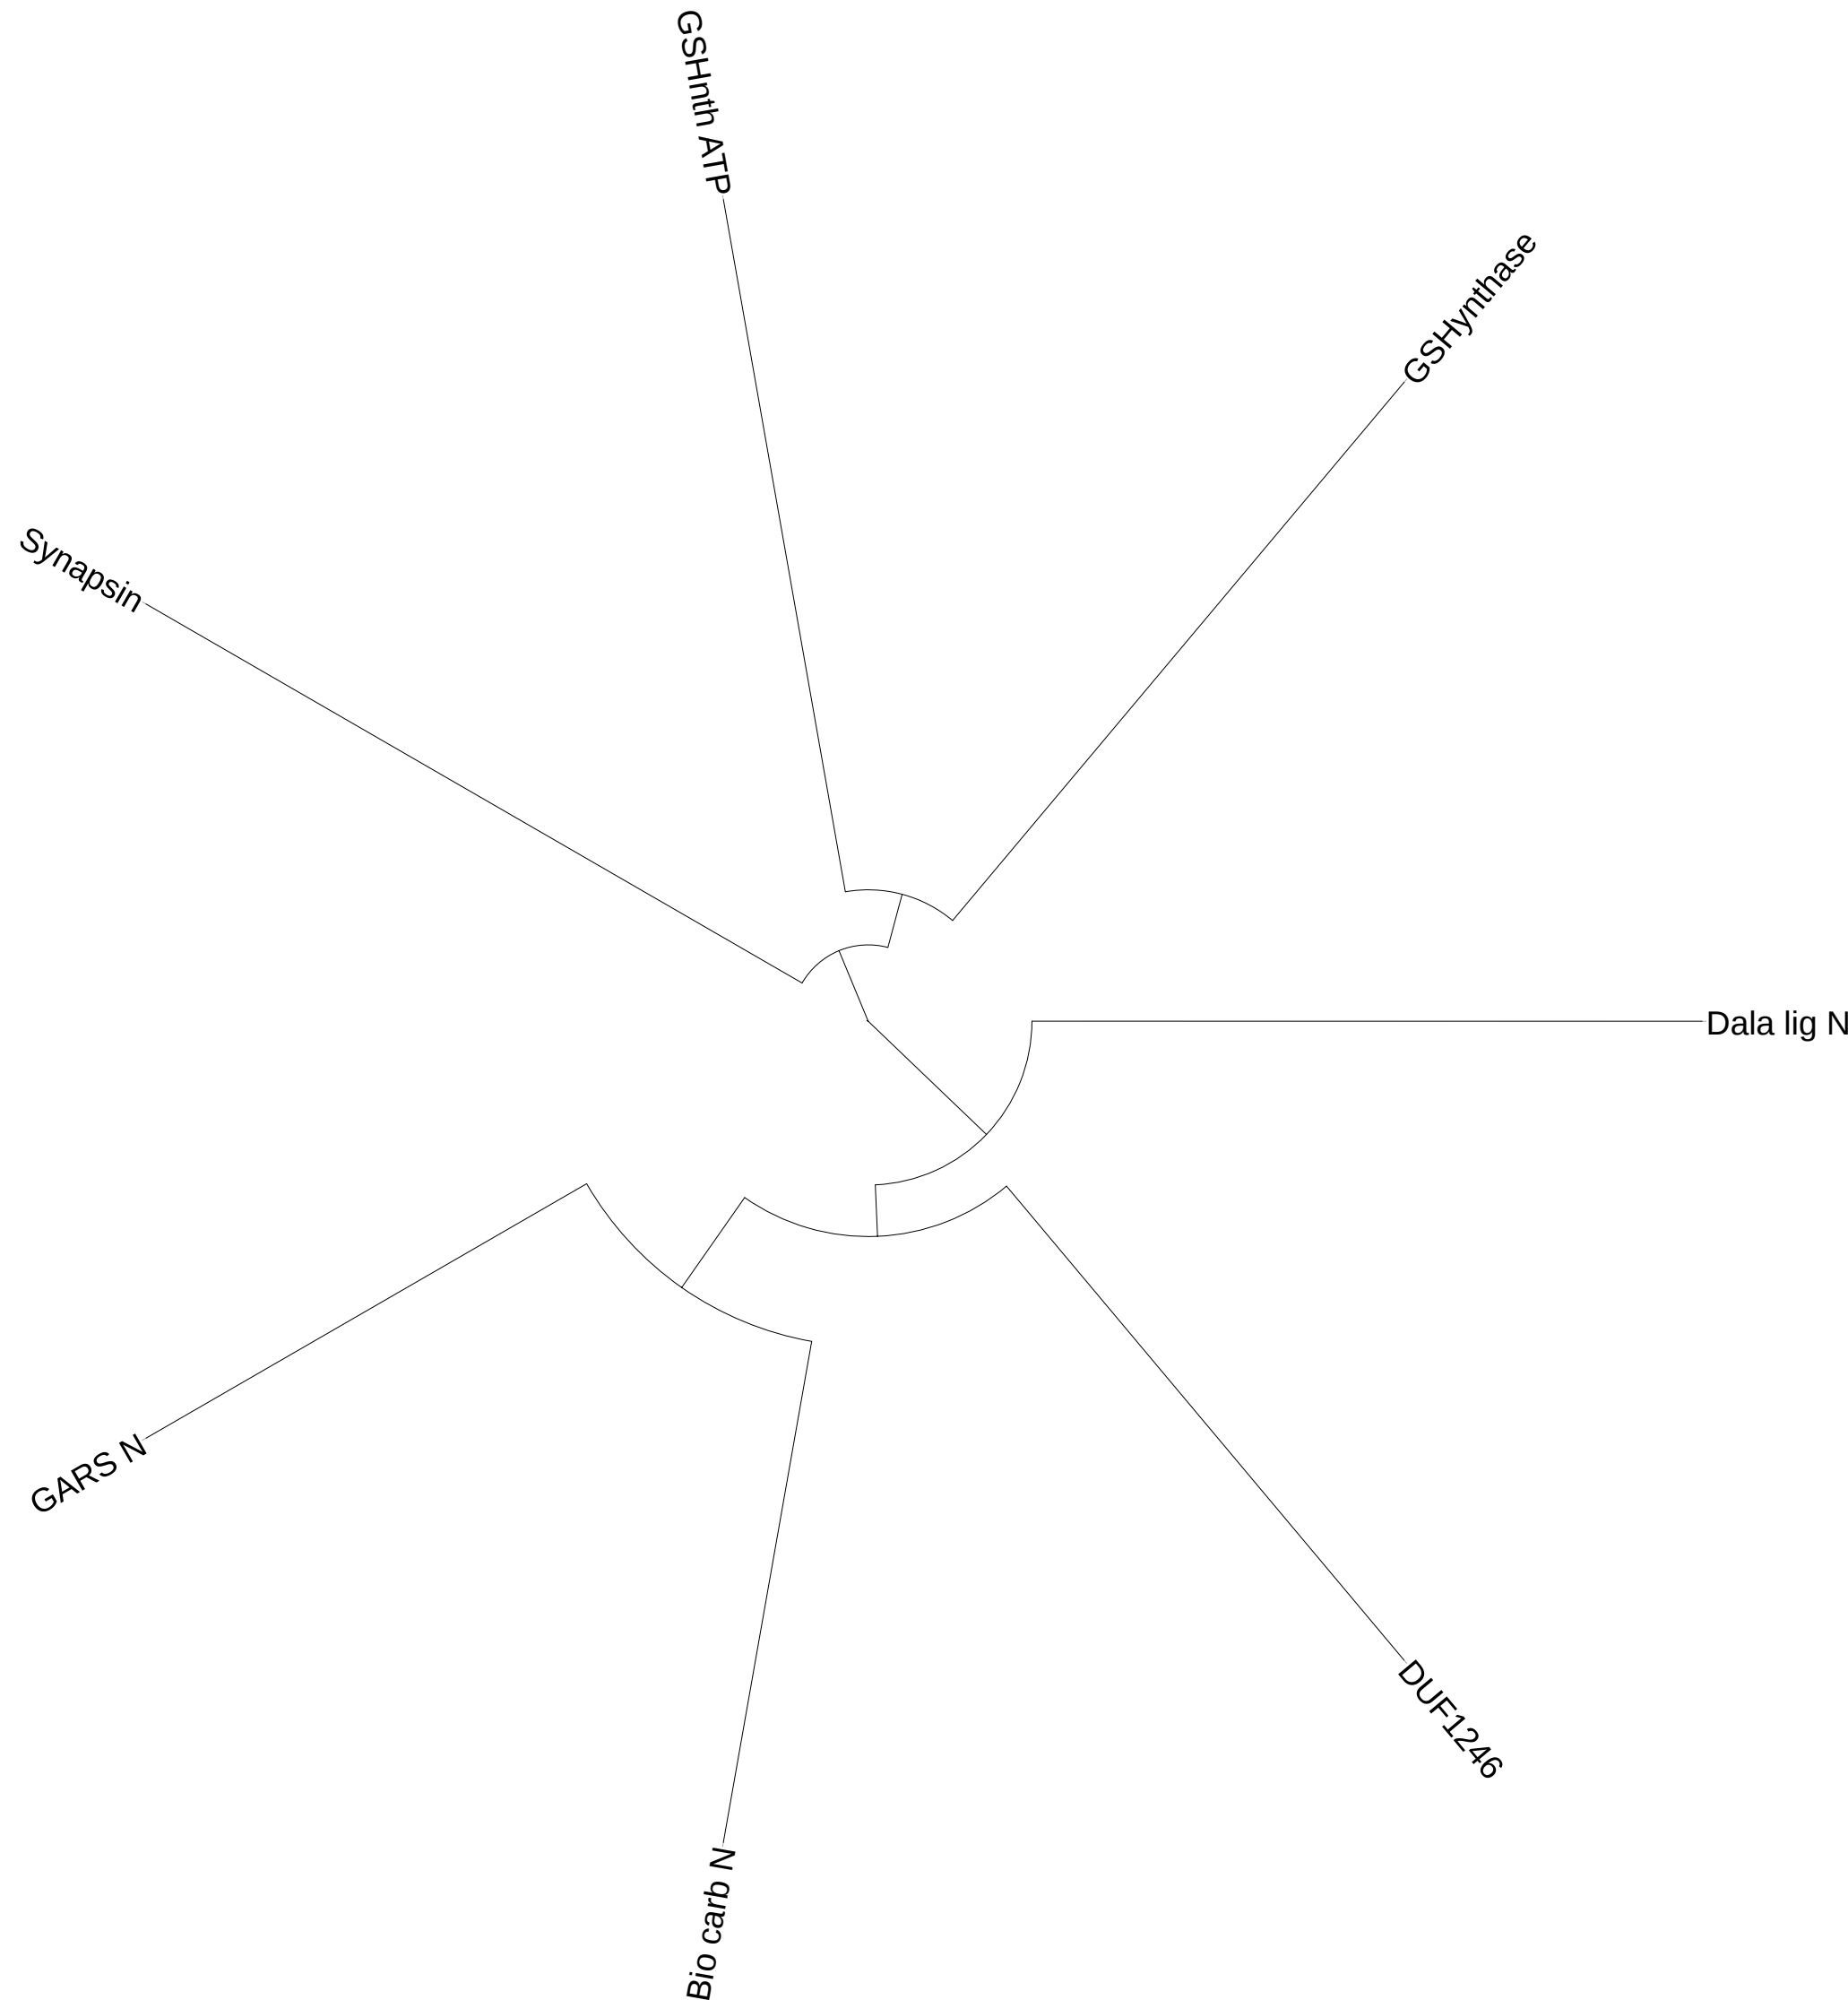 GSHnth ATP
GSHynthase
Synapsin
Dala lig N
GARS N
DUF1246
Bio carb N